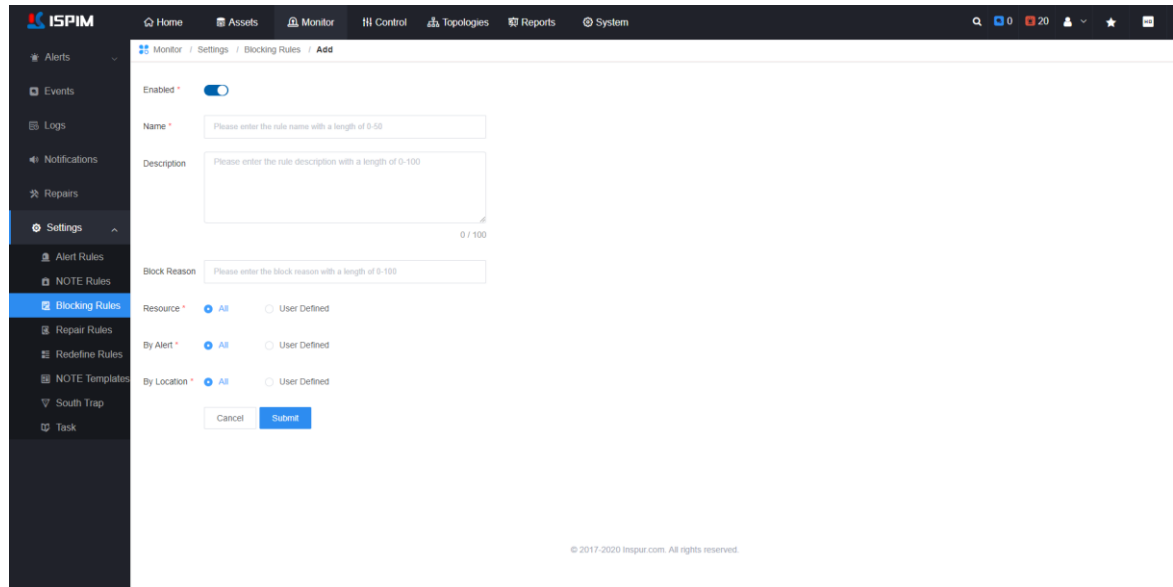 ISPIM Home Assets Monitor Control Topologies Reports System 0 20
Monitor / Settings / Blocking Rules / Add
Alerts
Events
Logs
Notifications
Repairs
Settings
Alert Rules
NOTE Rules
Blocking Rules
Repair Rules
Redefine Rules
NOTE Templates
South Trap
Task
Enabled *
Name * Please enter the rule name with a length of 0-50
Description Please enter the rule description with a length of 0-100
0 / 100
Block Reason Please enter the block reason with a length of 0-100
Resource * All User Defined
By Alert * All User Defined
By Location * All User Defined
Cancel Submit
© 2017-2020 Inspur.com. All rights reserved.